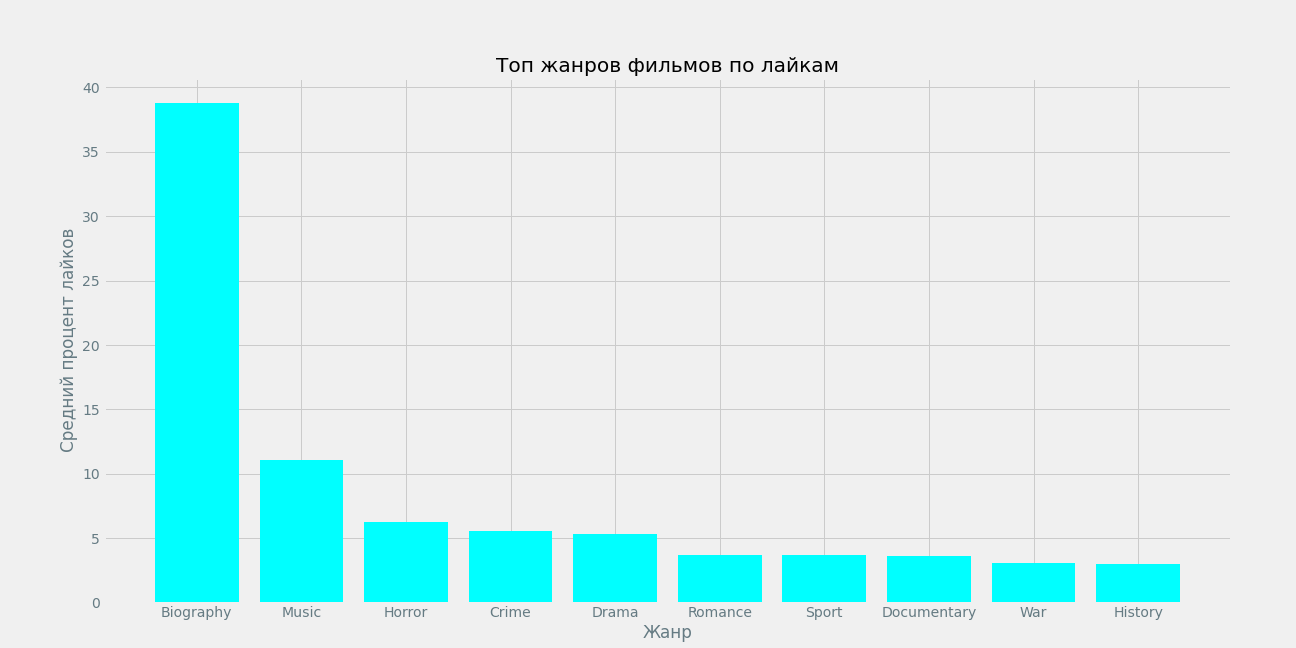 Топ жанров фильмов по лайкам
Средний процент лайков
40
35
30
25
20
15
10
5
0
Biography Music Horror Crime Drama Romance Sport Documentary War History
Жанр